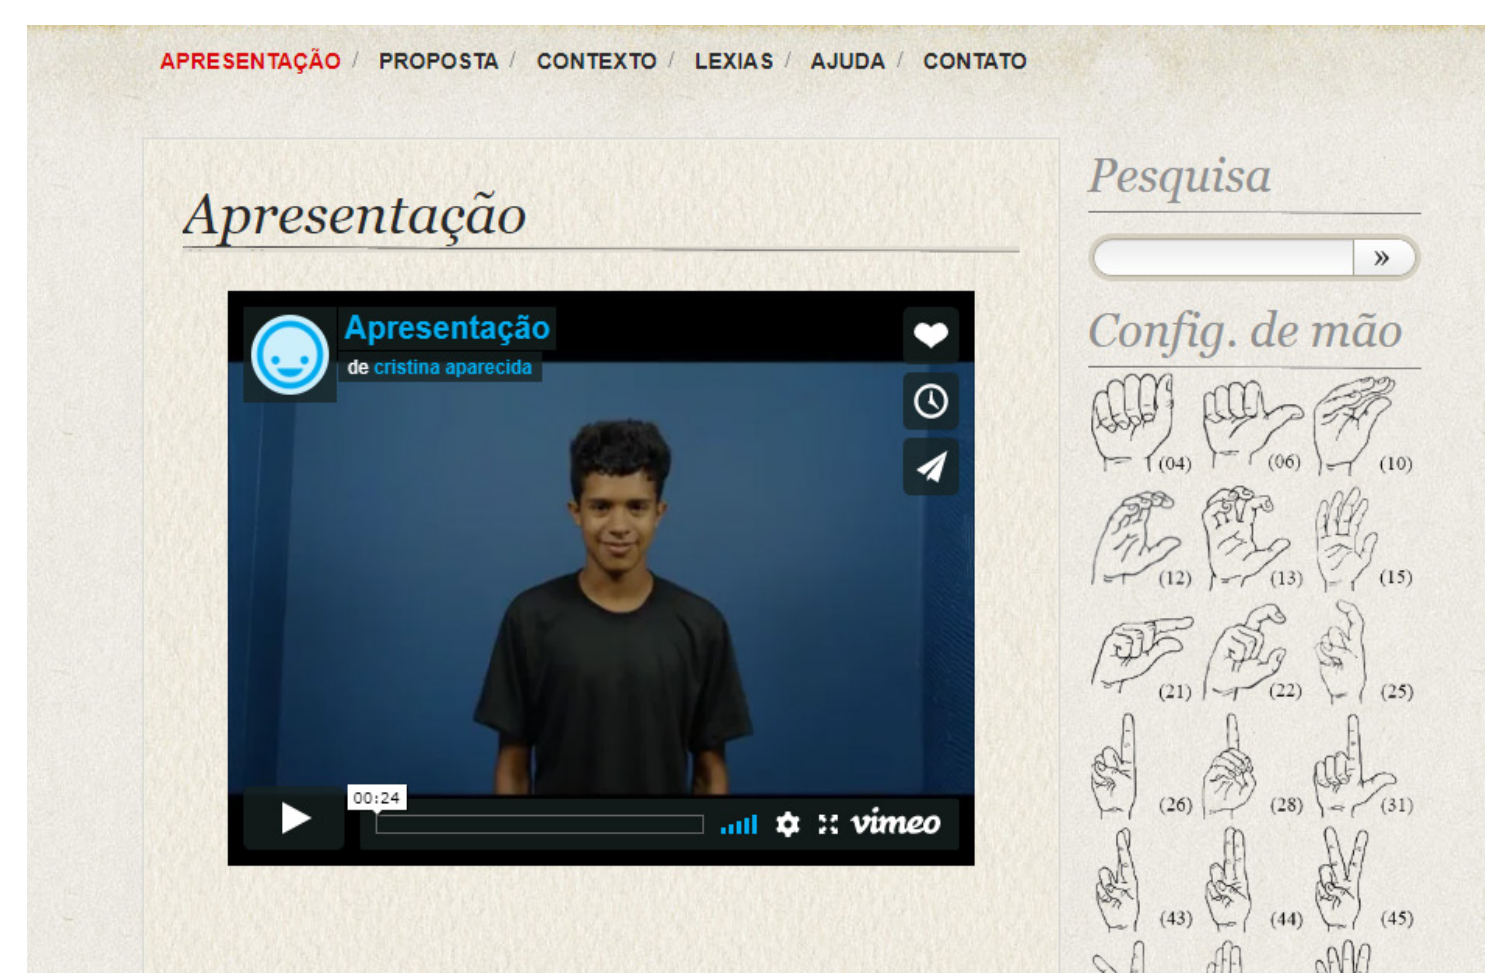 APRESENTAÇÃO / PROPOSTA / CONTEXTO / LEXIAS / AJUDA / CONTATO
Apresentação
Apresentação
de cristina aparecida
00:24
vimeo
Pesquisa
»
Config. de mão
(04) (06) (10)
(12) (13) (15)
(21) (22) (25)
(26) (28) (31)
(43) (44) (45)